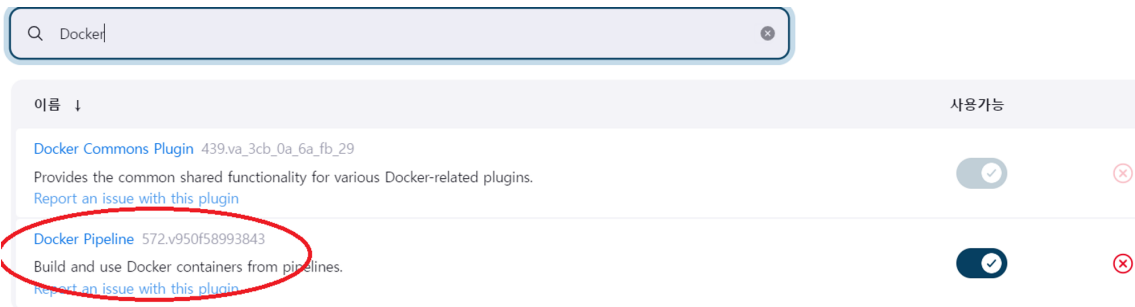 Docker
이름 ↓ 사용가능
Docker Commons Plugin 439.va_3cb_0a_6a_fb_29
Provides the common shared functionality for various Docker-related plugins.
Report an issue with this plugin
Docker Pipeline 572.v950f58993843
Build and use Docker containers from pipelines.
Report an issue with this plugin